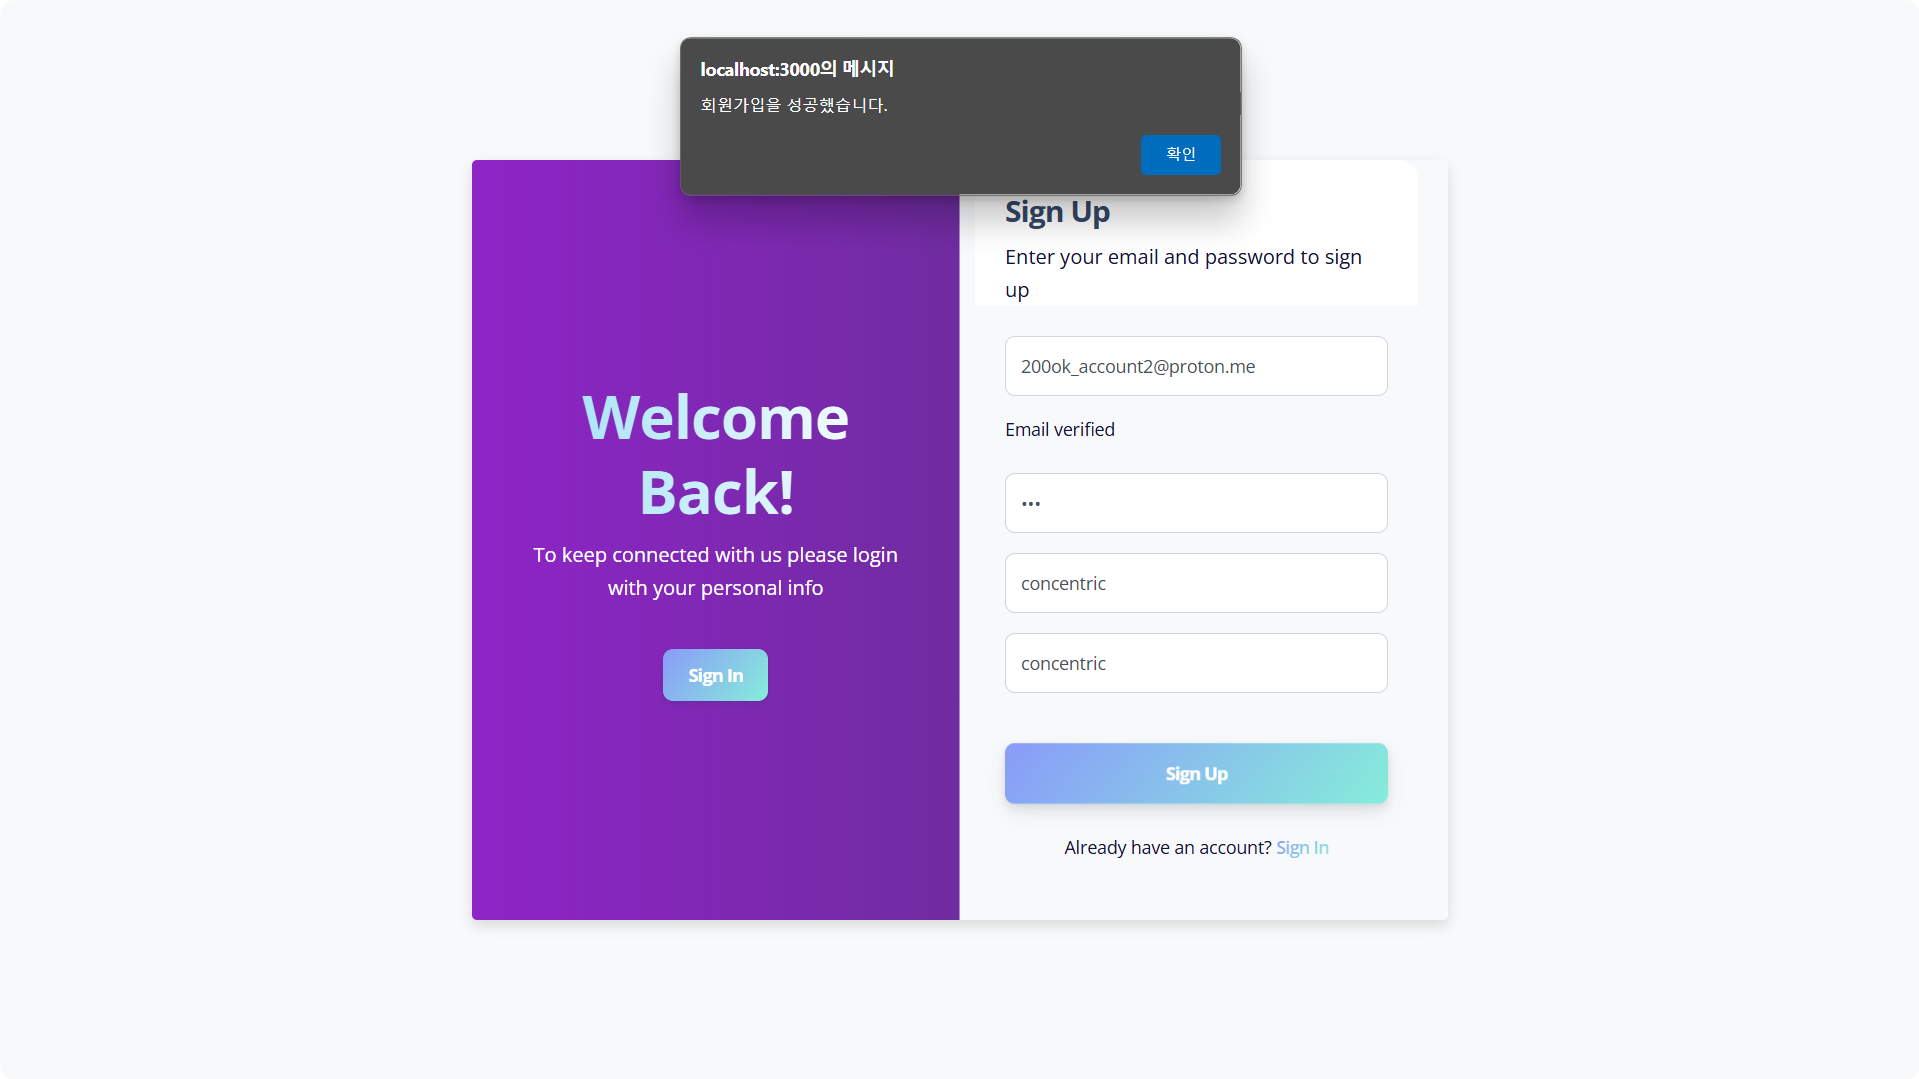 localhost:3000의 메시지
회원가입을 성공했습니다.
확인
Welcome
Back!
To keep connected with us please login
with your personal info
Sign In
Sign Up
Enter your email and password to sign
up
200ok_account2@proton.me
Email verified
•••
concentric
concentric
Sign Up
Already have an account? Sign In